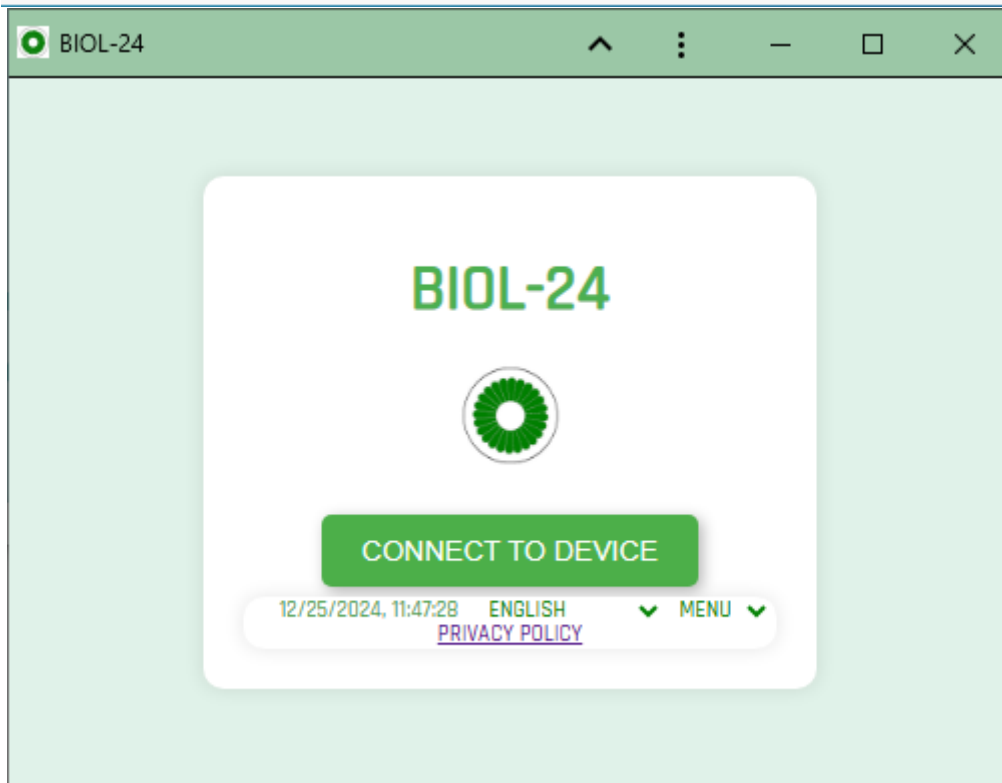 BIOL-24
BIOL-24
CONNECT TO DEVICE
12/25/2024, 11:47:28 ENGLISH MENU
PRIVACY POLICY